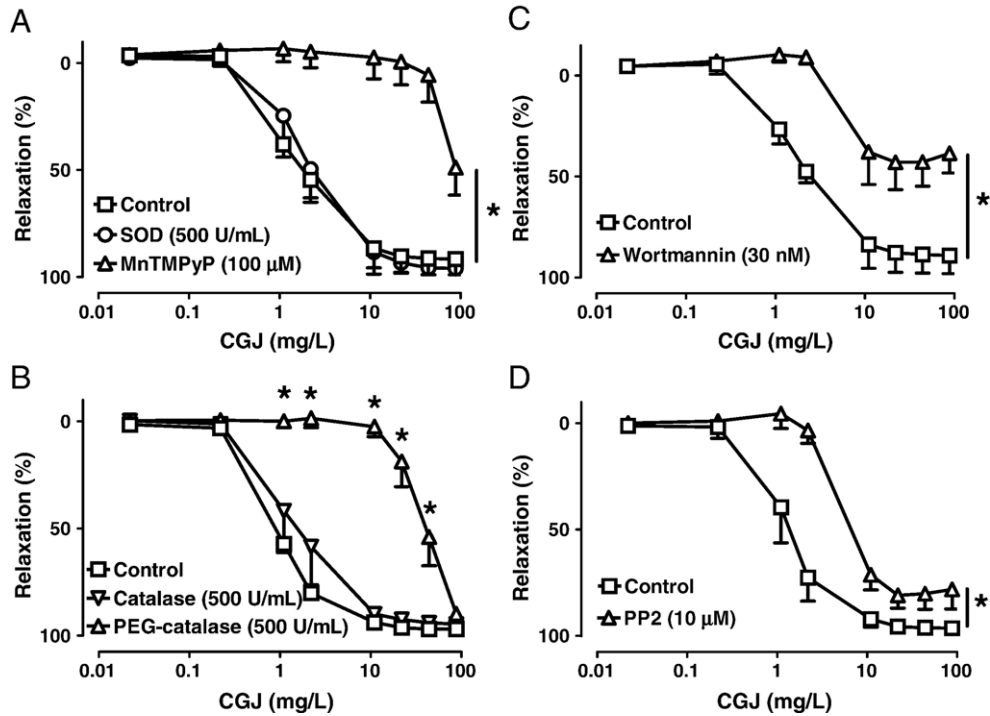 A
Relaxation (%)
0
50
100
Control
SOD (500 U/mL)
MnTMPyP (100 µM)
*
0.01 0.1 1 10 100
CGJ (mg/L)
B
Relaxation (%)
0
50
100
* * * * *
Control
Catalase (500 U/mL)
PEG-catalase (500 U/mL)
0.01 0.1 1 10 100
CGJ (mg/L)
C
Relaxation (%)
0
50
100
Control
Wortmannin (30 nM)
*
0.01 0.1 1 10 100
CGJ (mg/L)
D
Relaxation (%)
0
50
100
Control
PP2 (10 µM)
*
0.01 0.1 1 10 100
CGJ (mg/L)